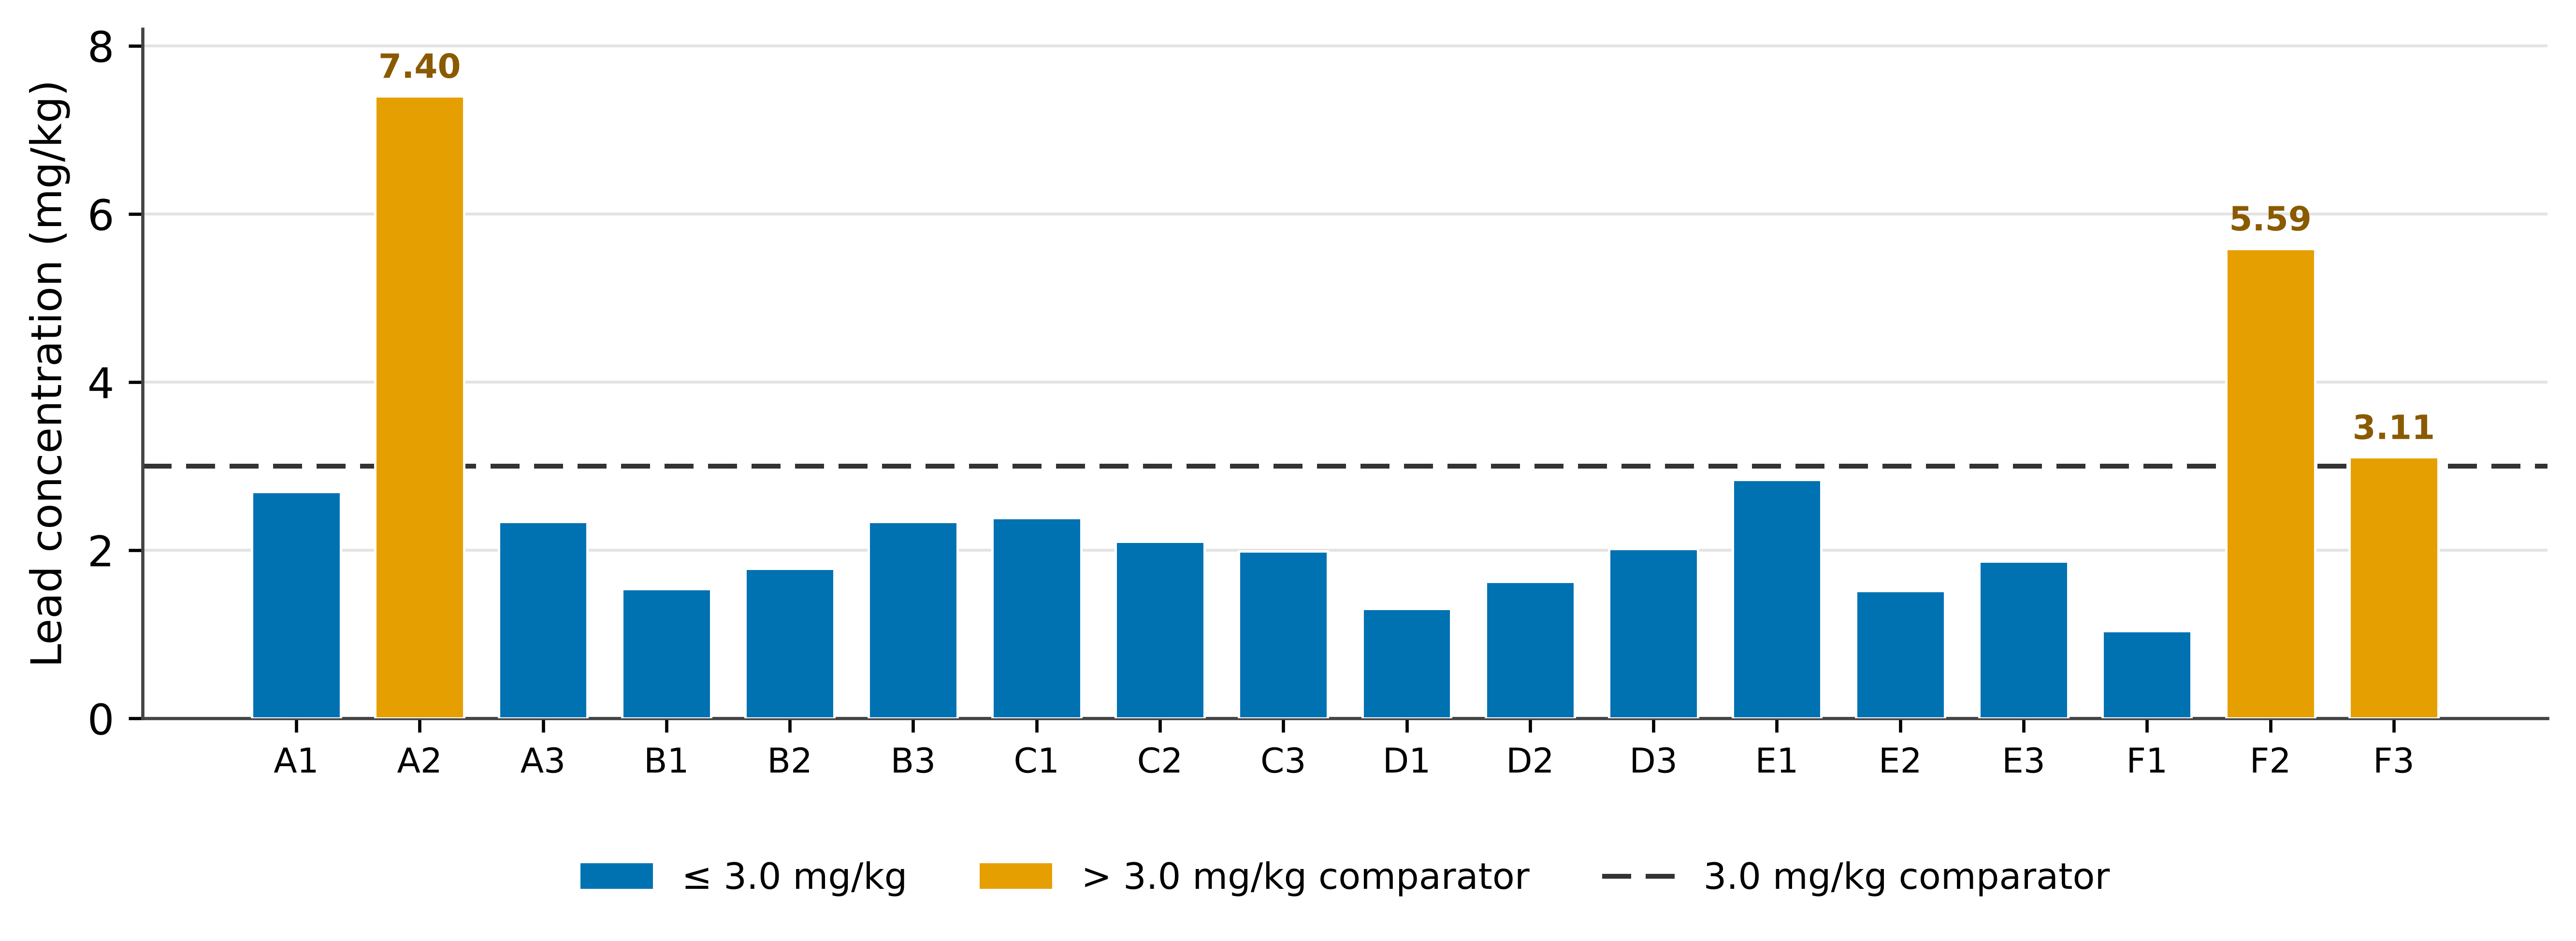 Lead concentration (mg/kg)
8
6
4
2
0
7.40
5.59
3.11
A1 A2 A3 B1 B2 B3 C1 C2 C3 D1 D2 D3 E1 E2 E3 F1 F2 F3
≤ 3.0 mg/kg > 3.0 mg/kg comparator 3.0 mg/kg comparator